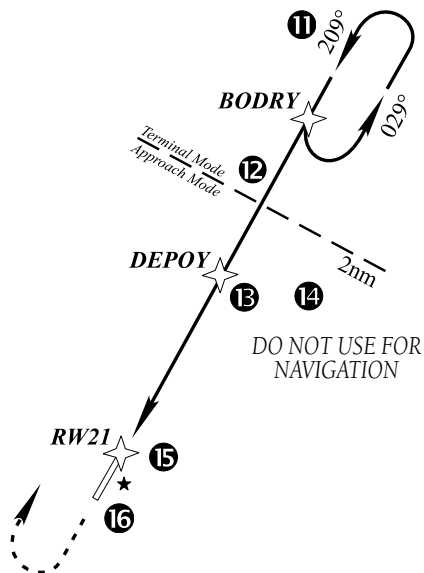 11
209°
029°
BODRY
Terminal Mode
Approach Mode
12
2nm
DEPOY
13
14
DO NOT USE FOR
NAVIGATION
RW21
15
16